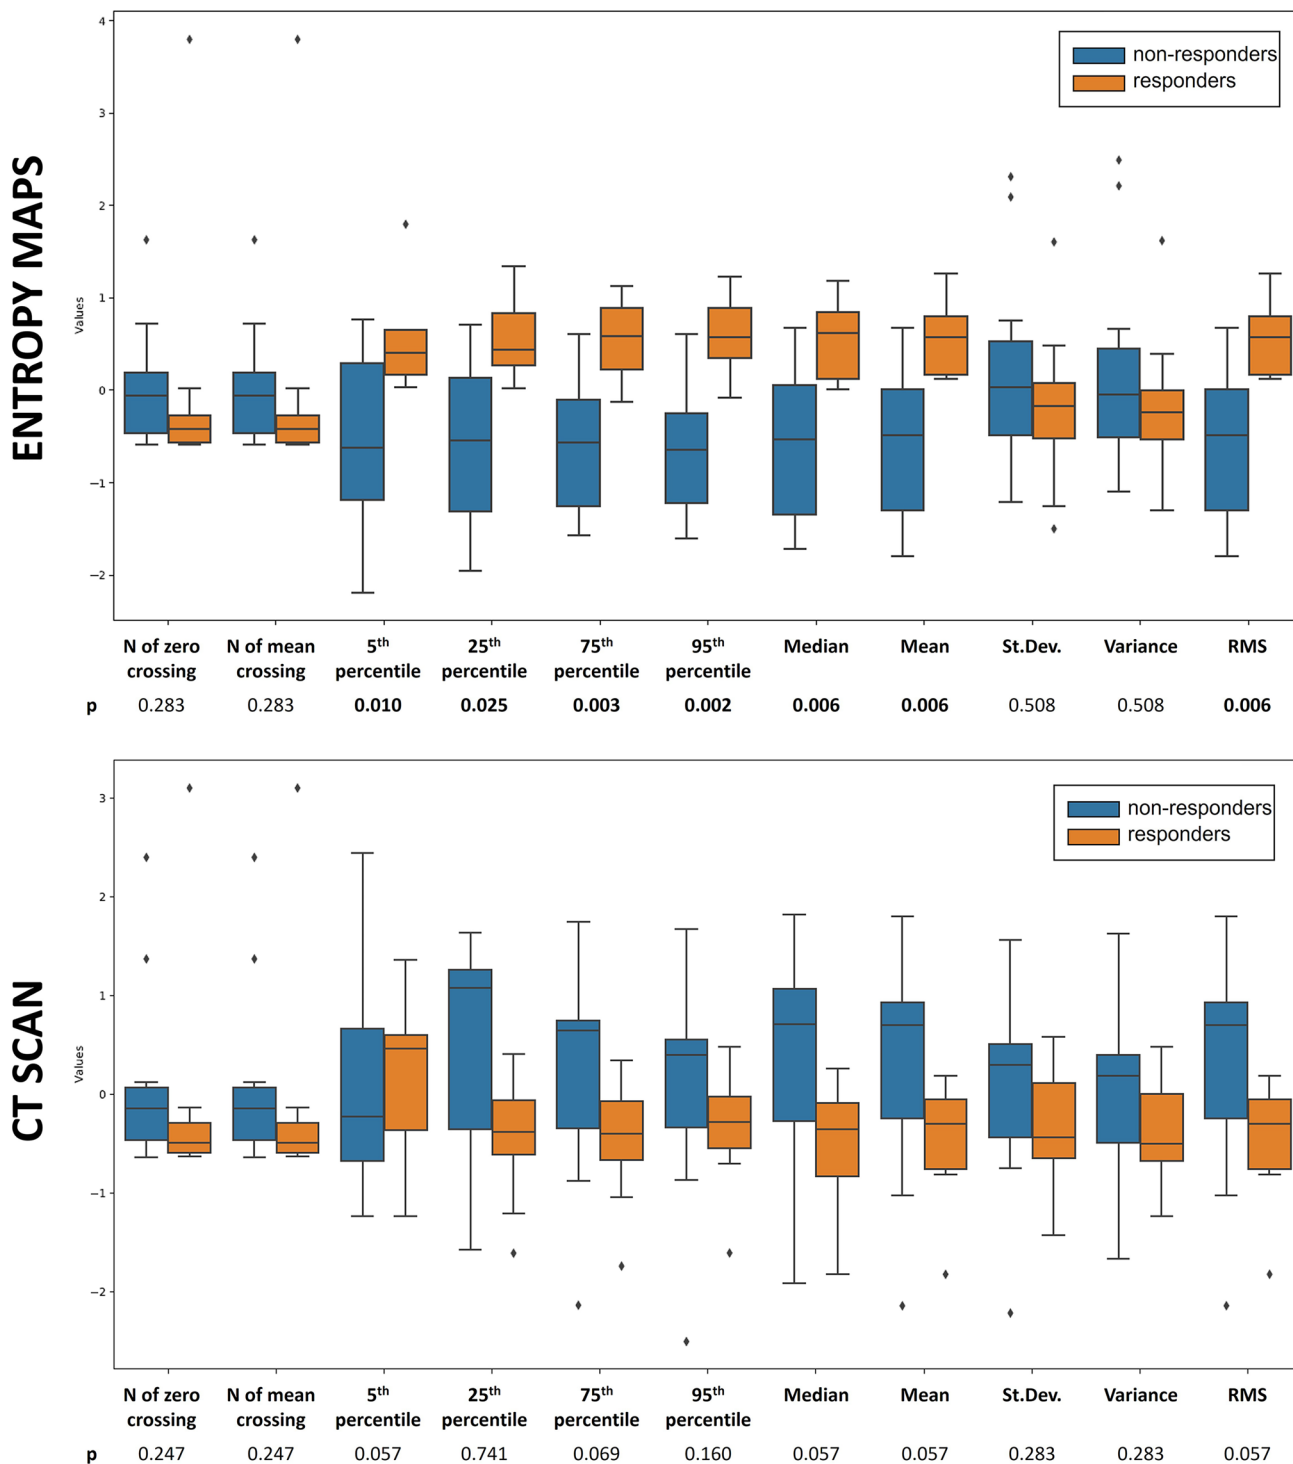 ENTROPY MAPS
4
3
2
1
0
−1
−2
Values
non-responders
responders
N of zero crossing
N of mean crossing
5th percentile
25th percentile
75th percentile
95th percentile
Median
Mean
St.Dev.
Variance
RMS
p 0.283 0.283 0.010 0.025 0.003 0.002 0.006 0.006 0.508 0.508 0.006
CT SCAN
3
2
1
0
−1
−2
Values
non-responders
responders
N of zero crossing
N of mean crossing
5th percentile
25th percentile
75th percentile
95th percentile
Median
Mean
St.Dev.
Variance
RMS
p 0.247 0.247 0.057 0.741 0.069 0.160 0.057 0.057 0.283 0.283 0.057